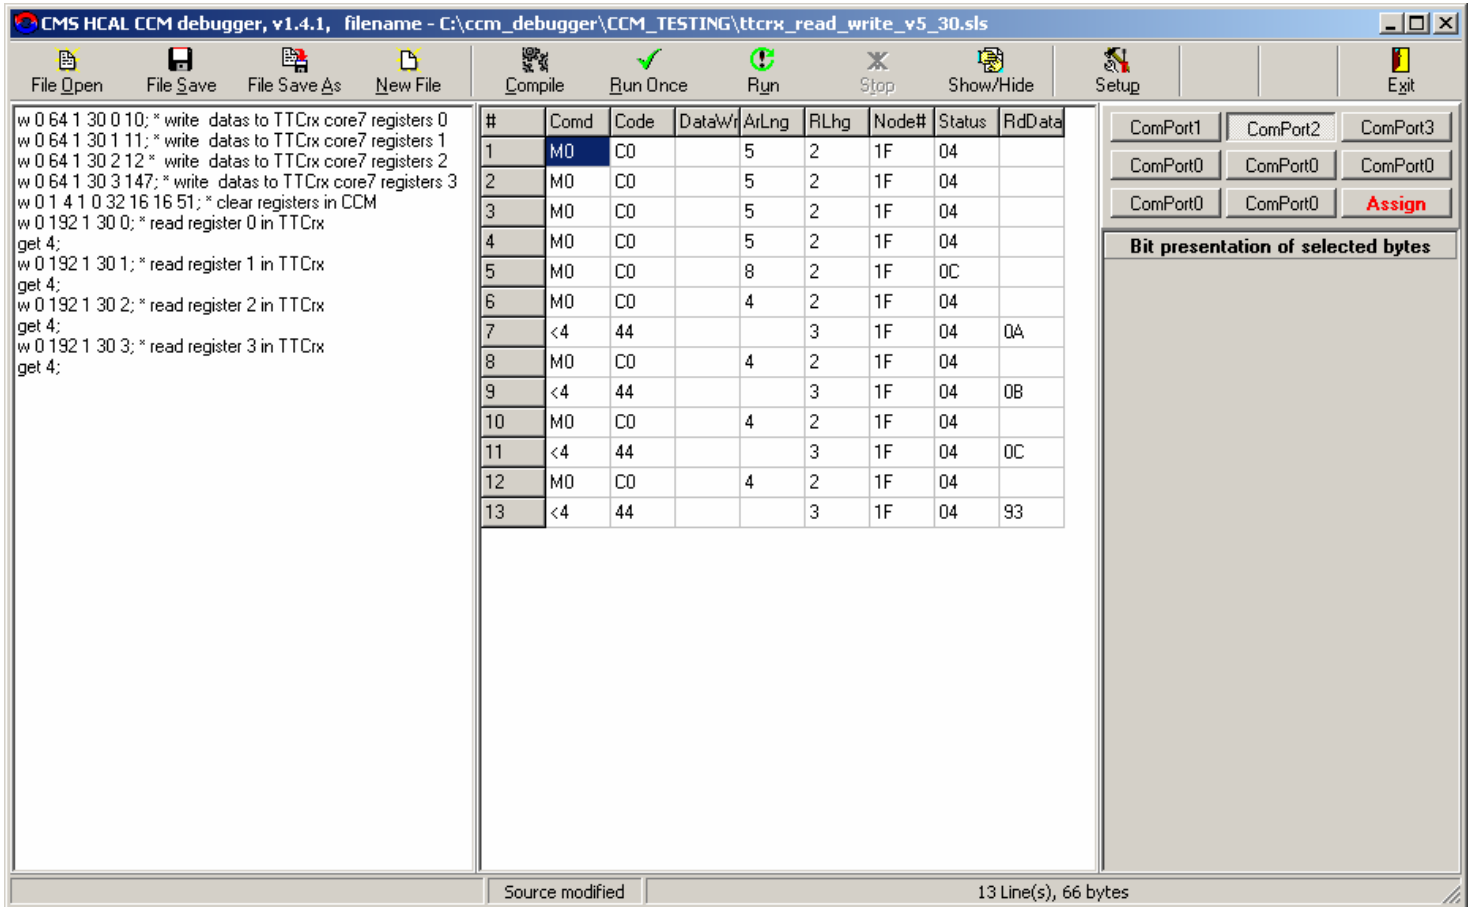 CMS HCAL CCM debugger, v1.4.1, filename - C:\ccm_debugger\CCM_TESTING\ttcrx_read_write_v5_30.sls
File Open File Save File Save As New File Compile Run Once Run Stop Show/Hide Setup Exit
w 0 64 1 30 0 10; * write datas to TTCrx core7 registers 0
w 0 64 1 30 1 11; * write datas to TTCrx core7 registers 1
w 0 64 1 30 2 12 * write datas to TTCrx core7 registers 2
w 0 64 1 30 3 147; * write datas to TTCrx core7 registers 3
w 0 1 4 1 0 32 16 16 51; * clear registers in CCM
w 0 192 1 30 0; * read register 0 in TTCrx
get 4;
w 0 192 1 30 1; * read register 1 in TTCrx
get 4;
w 0 192 1 30 2; * read register 2 in TTCrx
get 4;
w 0 192 1 30 3; * read register 3 in TTCrx
get 4;
# Comd Code DataWr ArLng RLhg Node# Status RdData
1 M0 C0 5 2 1F 04
2 M0 C0 5 2 1F 04
3 M0 C0 5 2 1F 04
4 M0 C0 5 2 1F 04
5 M0 C0 8 2 1F 0C
6 M0 C0 4 2 1F 04
7 <4 44 3 1F 04 0A
8 M0 C0 4 2 1F 04
9 <4 44 3 1F 04 0B
10 M0 C0 4 2 1F 04
11 <4 44 3 1F 04 0C
12 M0 C0 4 2 1F 04
13 <4 44 3 1F 04 93
ComPort1 ComPort2 ComPort3
ComPort0 ComPort0 ComPort0
ComPort0 ComPort0 Assign
Bit presentation of selected bytes
Source modified 13 Line(s), 66 bytes